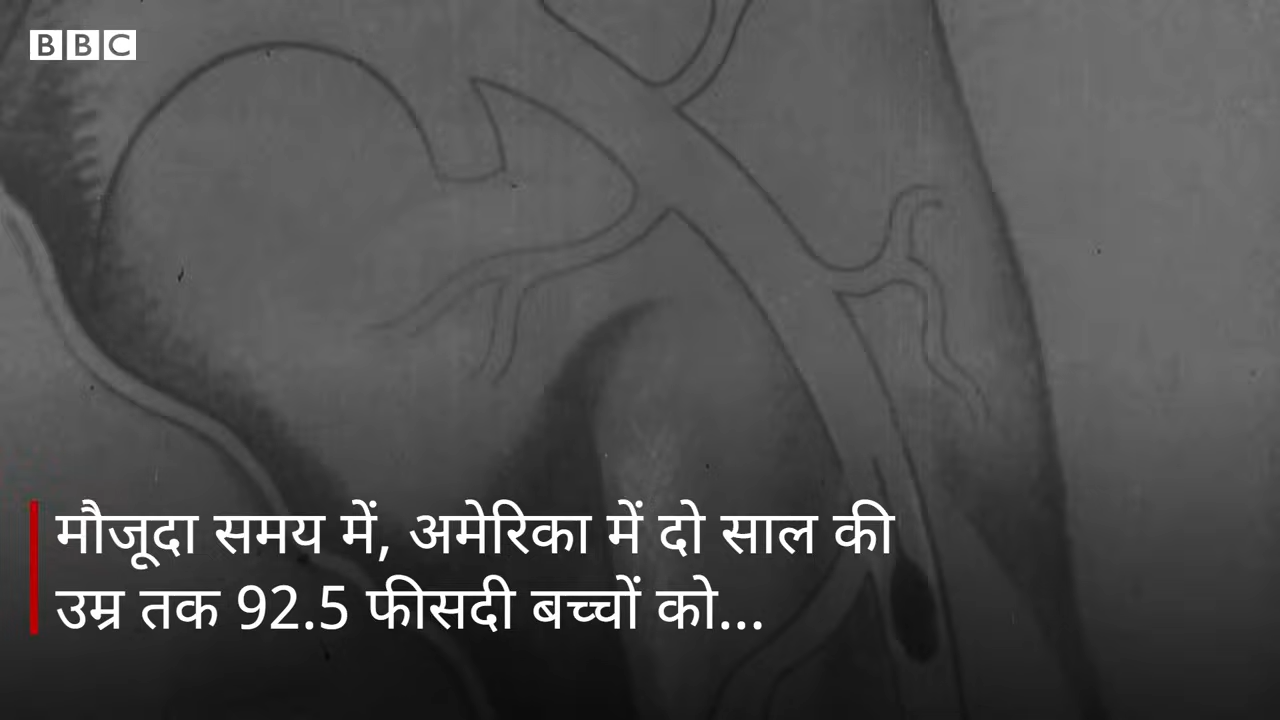 BBC
मौजूदा समय में, अमेरिका में दो साल की
उम्र तक 92.5 फीसदी बच्चों को...